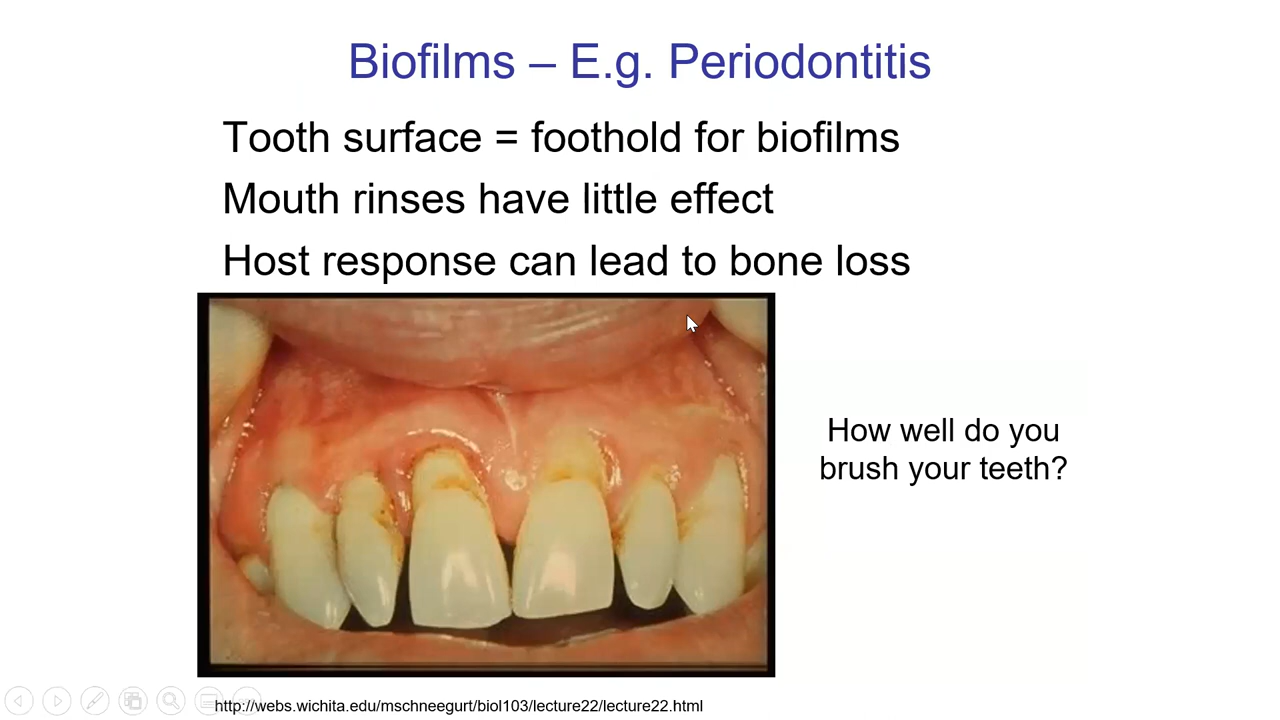 Biofilms – E.g. Periodontitis
Tooth surface = foothold for biofilms
Mouth rinses have little effect
Host response can lead to bone loss
How well do you
brush your teeth?
http://webs.wichita.edu/mschneegurt/biol103/lecture22/lecture22.html